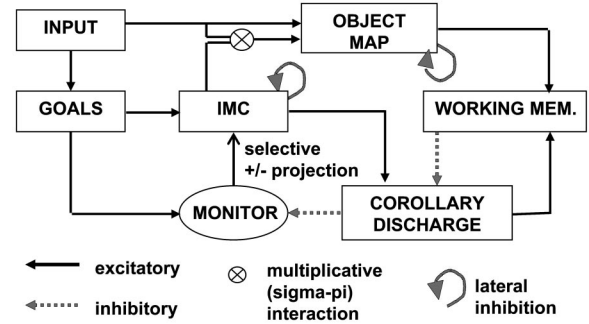 INPUT
OBJECT
MAP
GOALS
IMC
WORKING MEM.
selective
+/- projection
MONITOR
COROLLARY
DISCHARGE
excitatory
multiplicative
(sigma-pi)
interaction
lateral
inhibition
inhibitory